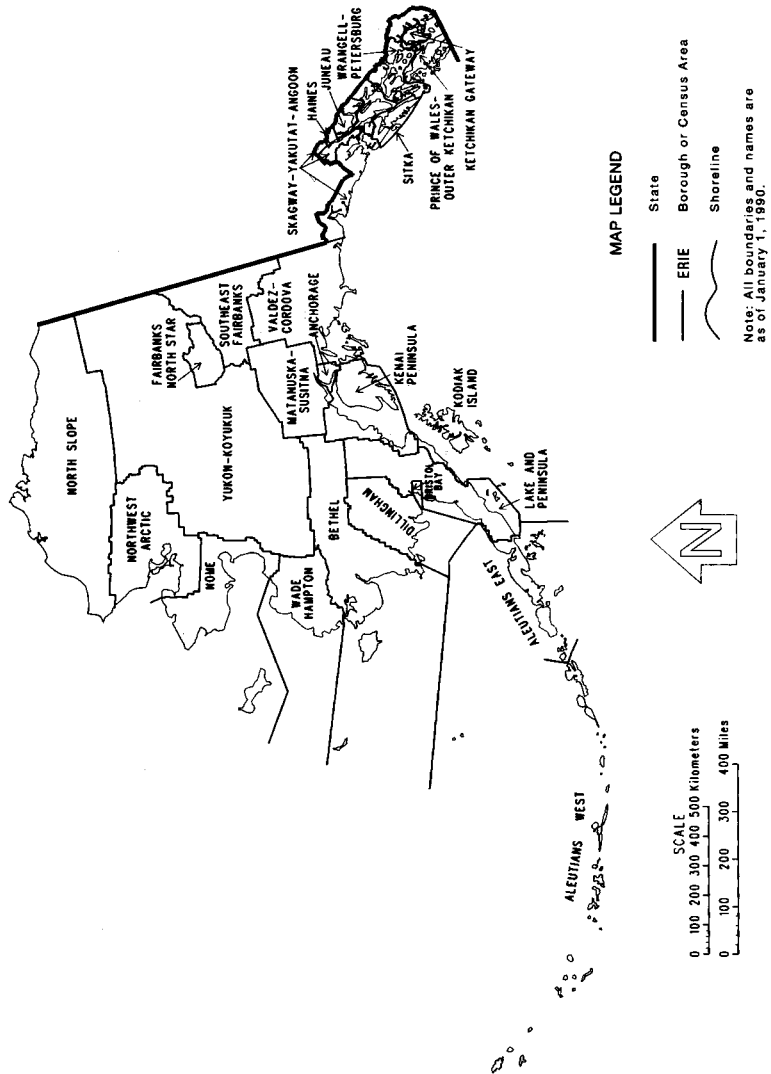 NORTH SLOPE
NORTHWEST
ARCTIC
NOME
YUKON-KOYUKUK
FAIRBANKS
NORTH STAR
SOUTHEAST
FAIRBANKS
WADE
HAMPTON
BETHEL
MATANUSKA-
SUSITNA
VALDEZ-
CORDOVA
ANCHORAGE
KENAI
PENINSULA
DILLINGHAM
BRISTOL
BAY
KODIAK
ISLAND
LAKE AND
PENINSULA
ALEUTIANS EAST
ALEUTIANS WEST
SKAGWAY-YAKUTAT-ANGOON
HAINES
JUNEAU
WRANGELL-
PETERSBURG
SITKA
PRINCE OF WALES-
OUTER KETCHIKAN
KETCHIKAN GATEWAY
SCALE
0 100 200 300 400 500 Kilometers
0 100 200 300 400 Miles
N
MAP LEGEND
State
ERIE Borough or Census Area
Shoreline
Note: All boundaries and names are
as of January 1, 1990.